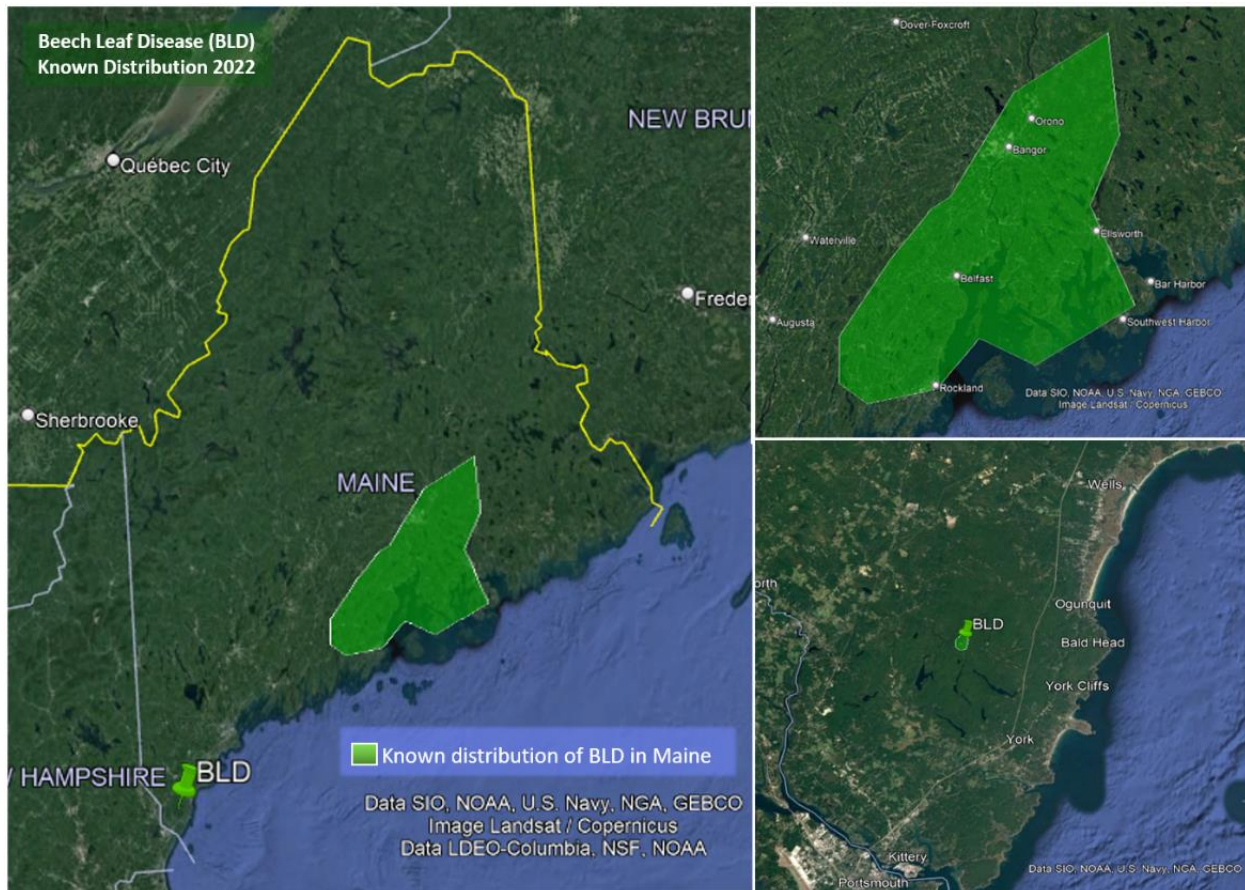 Beech Leaf Disease (BLD)
Known Distribution 2022
NEW BRU
Québec City
Freder
Sherbrooke
MAINE
Known distribution of BLD in Maine
HAMPSHIRE
BLD
Data SIO, NOAA, U.S. Navy, NGA, GEBCO
Image Landsat / Copernicus
Data LDEO-Columbia, NSF, NOAA
Dover-Foxcroft
Orono
Bangor
Waterville
Ellsworth
Belfast
Bar Harbor
Augusta
Southwest Harbor
Rockland
Data SIO, NOAA, U.S. Navy, NGA, GEBCO
Image Landsat / Copernicus
Wells
orth
Ogunquit
BLD
Bald Head
York Cliffs
York
Kittery
Portsmouth
Data SIO, NOAA, U.S. Navy, NGA, GEBCO